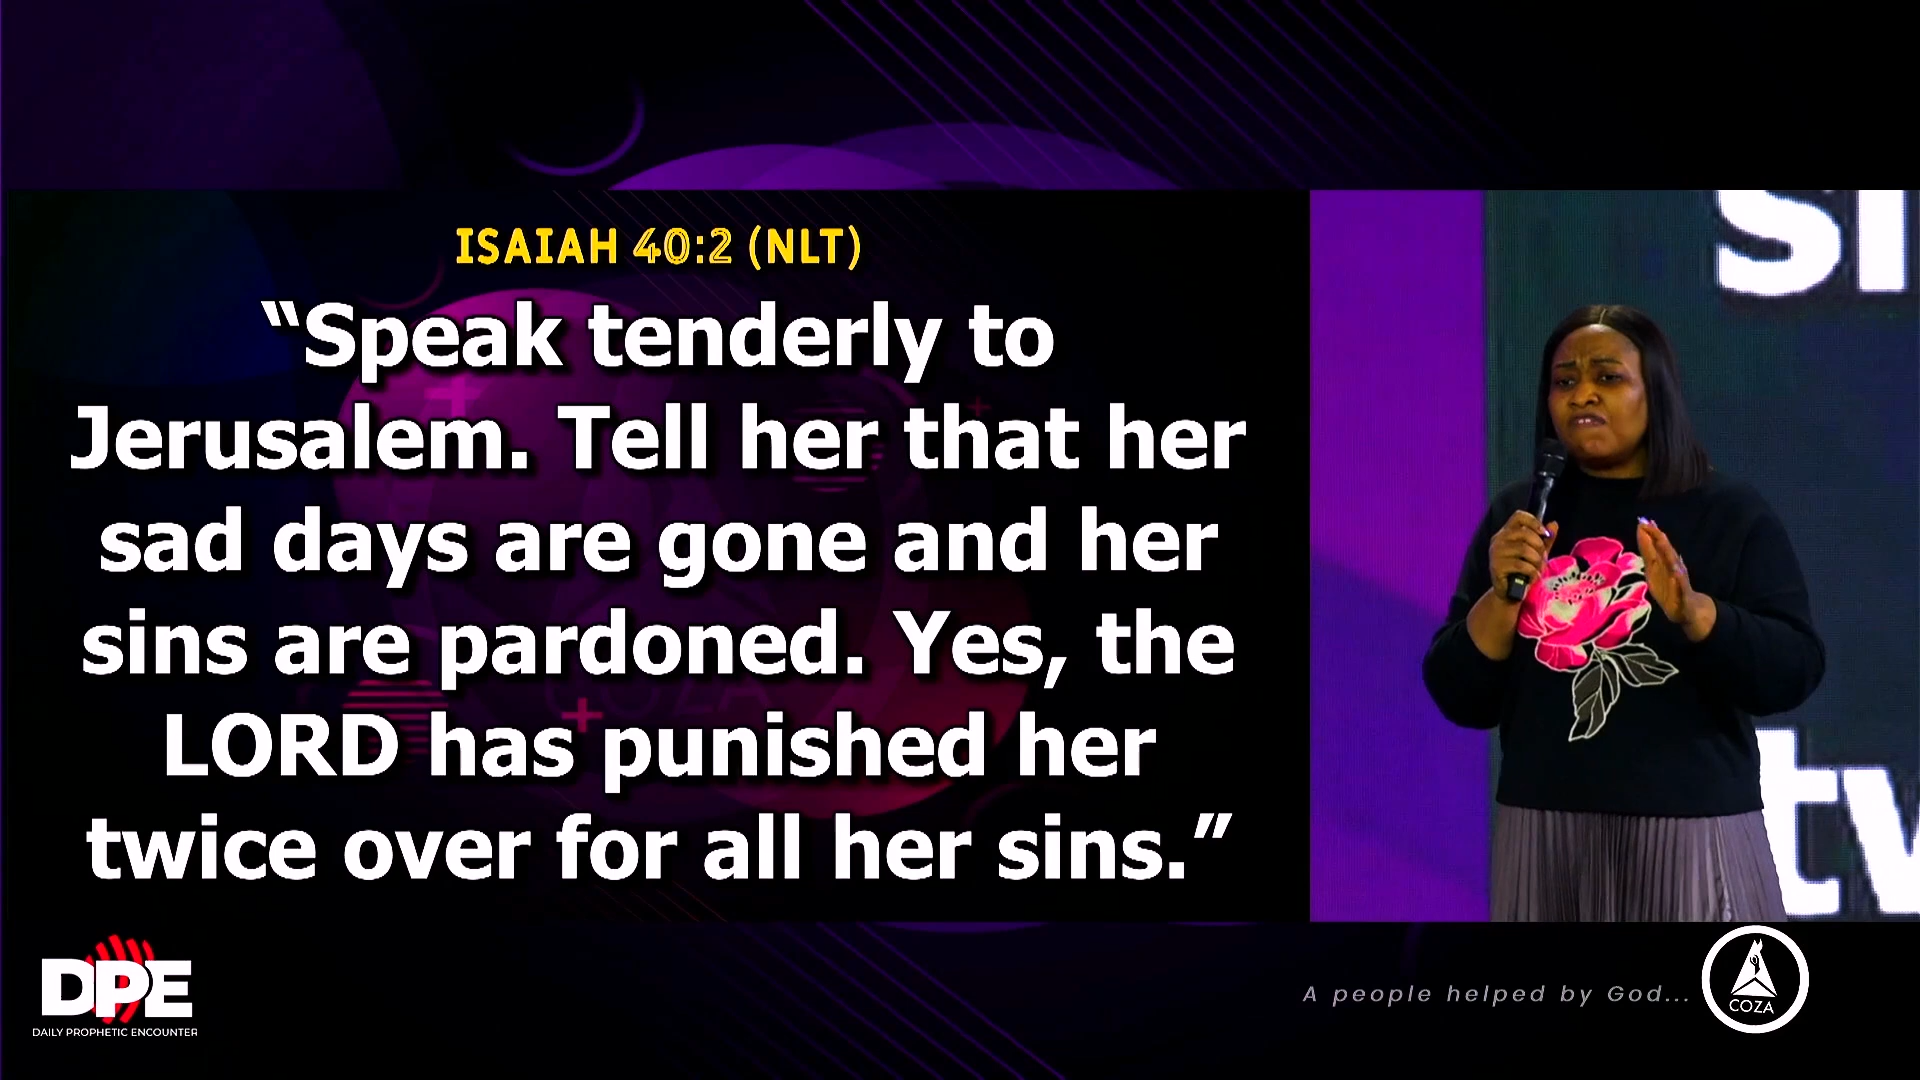 ISAIAH 40:2 (NLT)
“Speak tenderly to
Jerusalem. Tell her that her
sad days are gone and her
sins are pardoned. Yes, the
LORD has punished her
twice over for all her sins.”
si
tw
DPE
DAILY PROPHETIC ENCOUNTER
A people helped by God...
COZA